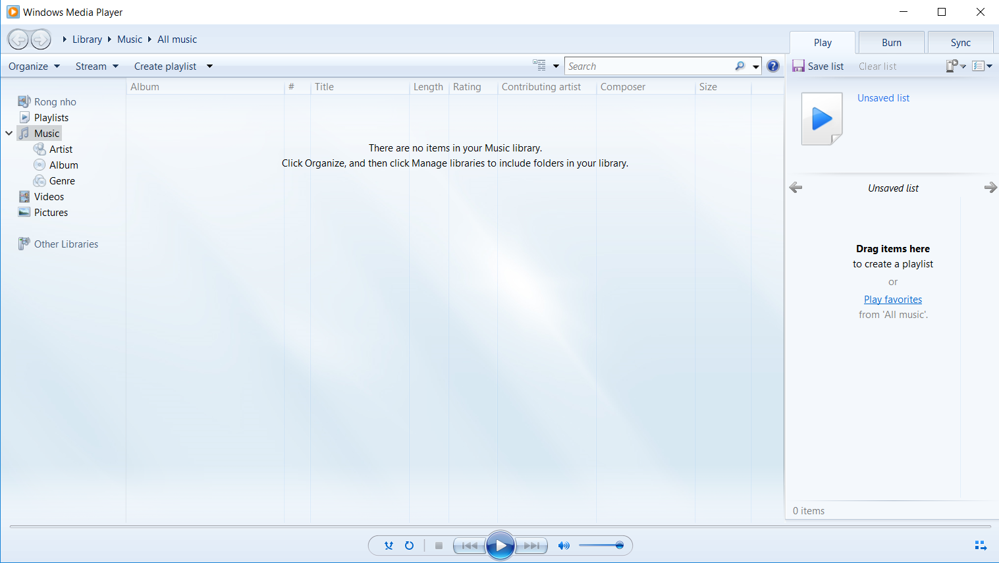 Windows Media Player
Library Music All music
Play Burn Sync
Organize Stream Create playlist Search Save list Clear list
Album # Title Length Rating Contributing artist Composer Size
Unsaved list
Rong nho
Playlists
Music
Artist
Album
Genre
Videos
Pictures
Other Libraries
There are no items in your Music library.
Click Organize, and then click Manage libraries to include folders in your library.
Unsaved list
Drag items here
to create a playlist
or
Play favorites
from 'All music'.
0 items